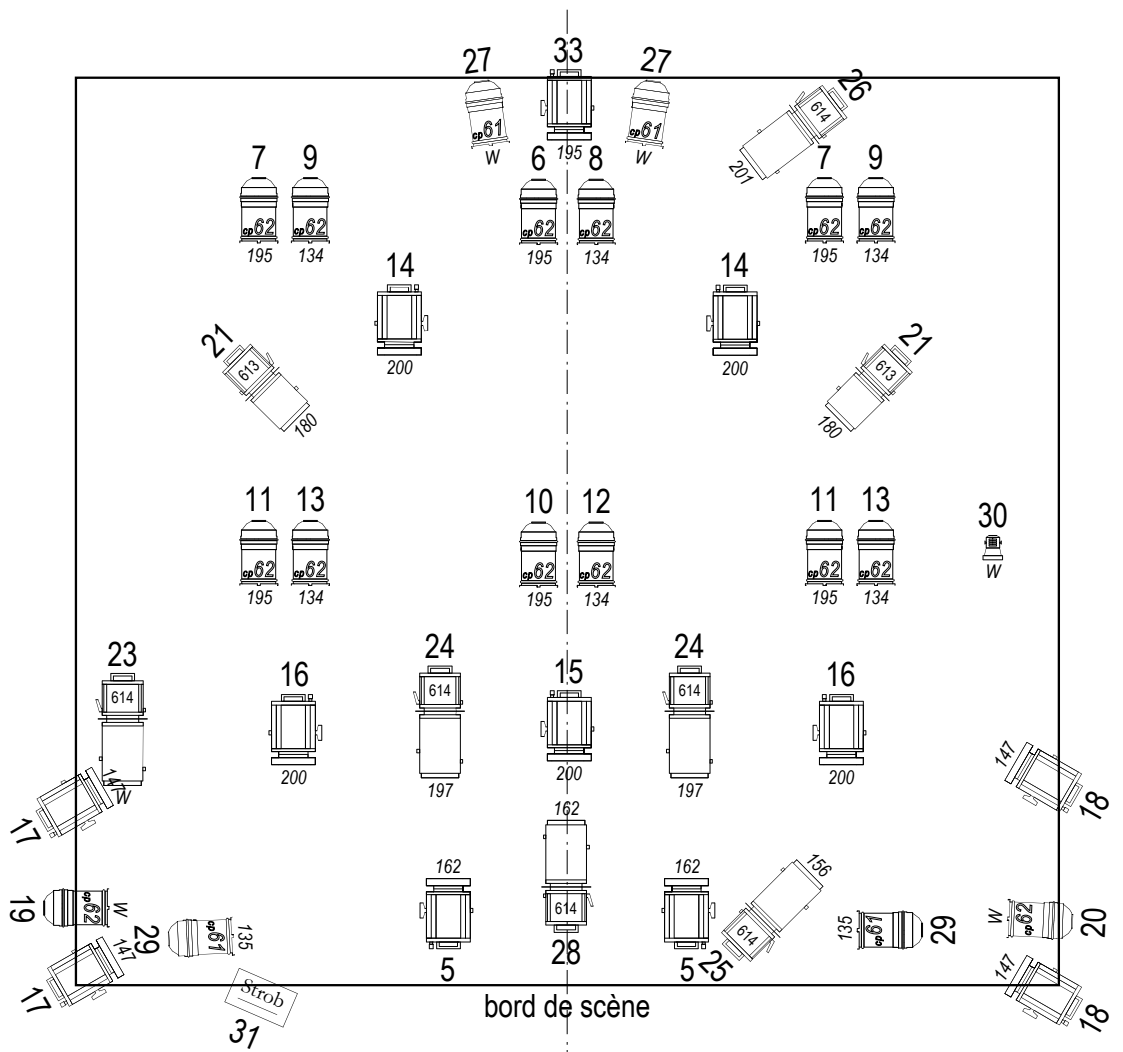 27 33 27 26
614
cp61 cp61
W 195 W 201
7 9 6 8 7 9
cp62 cp62 cp62 cp62 cp62 cp62
195 134 195 134 195 134
14 14
200 200
21 21
613 613
180 180
11 13 10 12 11 13
30
cp62 cp62 cp62 cp62 cp62 cp62
W
195 134 195 134 195 134
23 24 15 24 16
16
614 614 614
200 197 200 197 200
147 W 147
17 162 18
162 162 156
19 cp62 W 614 614 135 cp61 29 W cp62 20
29 cp61 135
147 5 28 5 25 147
17 Strob 18
bord de scène
31